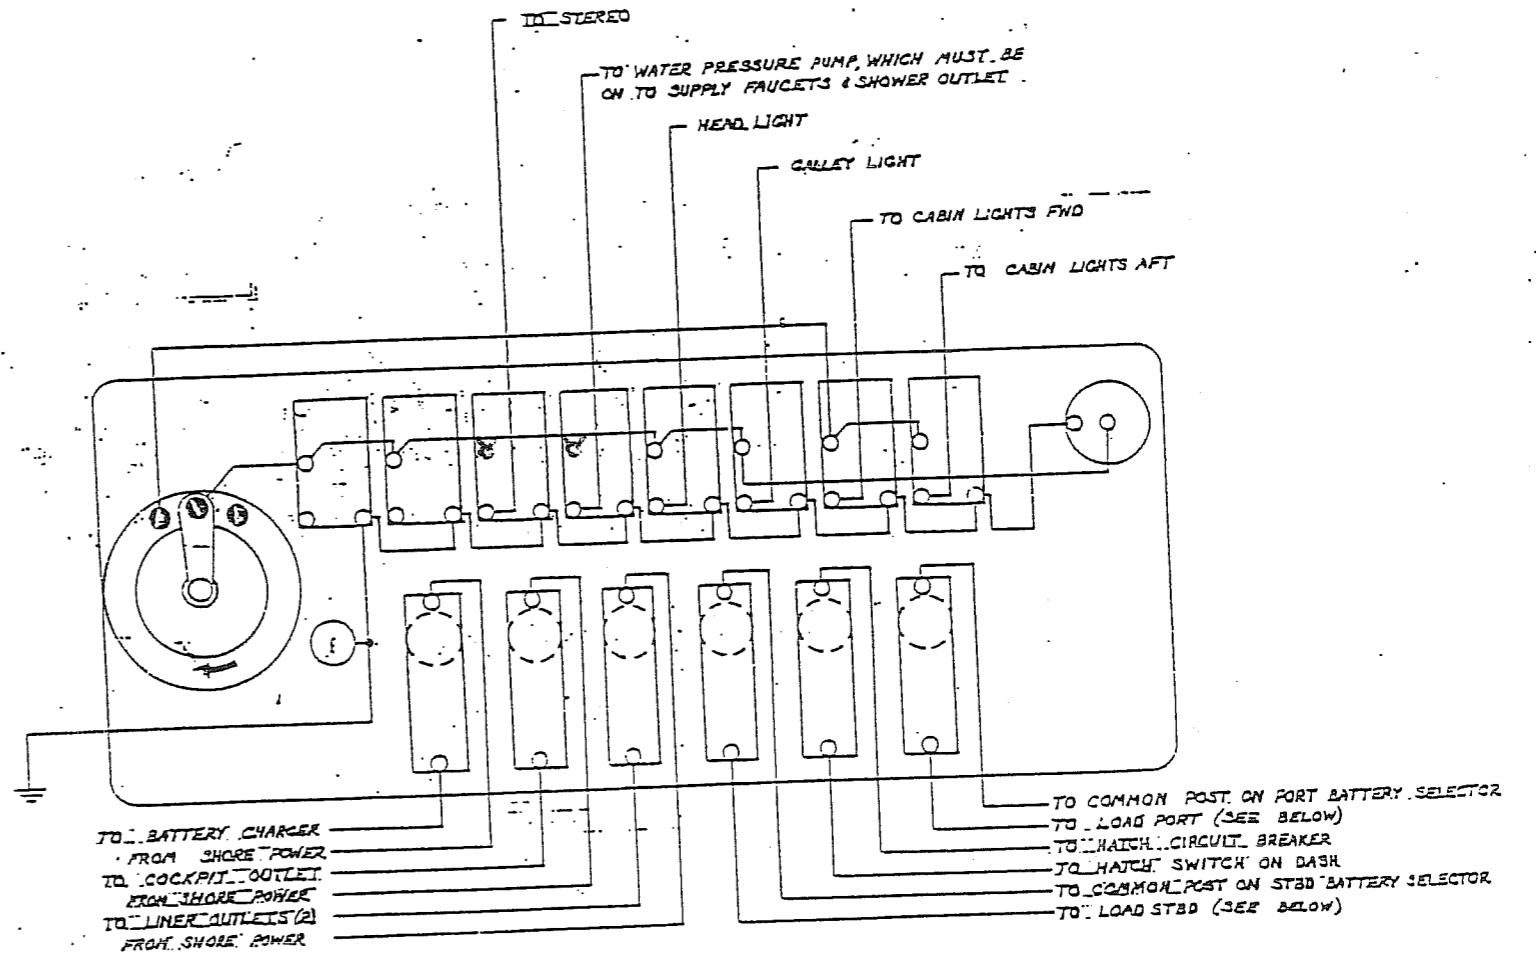 TO STEREO
TO WATER PRESSURE PUMP, WHICH MUST BE
ON TO SUPPLY FAUCETS & SHOWER OUTLET
HEAD LIGHT
GALLEY LIGHT
TO CABIN LIGHTS FWD
TO CABIN LIGHTS AFT
TO BATTERY CHARGER
FROM SHORE POWER
TO COCKPIT OUTLET
FROM SHORE POWER
TO LINER OUTLETS (2)
FROM SHORE POWER
TO COMMON POST ON PORT BATTERY SELECTOR
TO LOAD PORT (SEE BELOW)
TO HATCH CIRCUIT BREAKER
TO HATCH SWITCH ON DASH
TO COMMON POST ON STBD BATTERY SELECTOR
TO LOAD STBD (SEE BELOW)